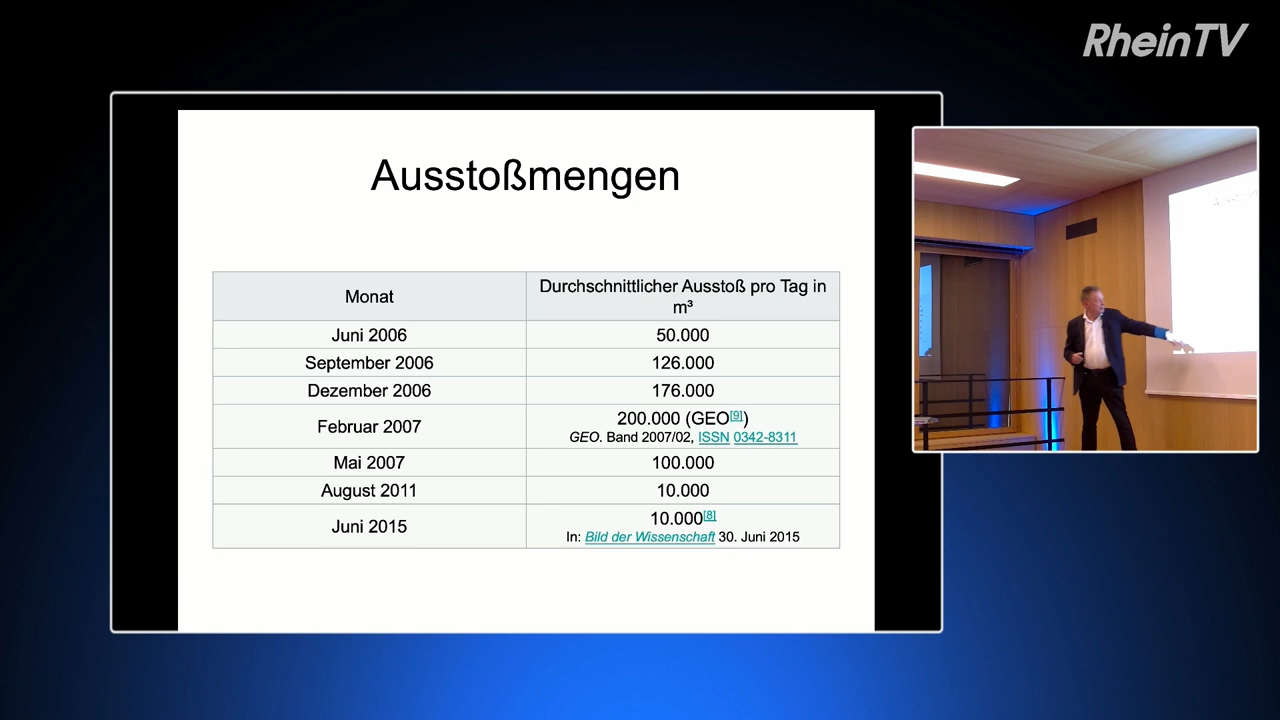 RheinTV
Ausstoßmengen
Monat
Durchschnittlicher Ausstoß pro Tag in
m³
Juni 2006
50.000
September 2006
126.000
Dezember 2006
176.000
Februar 2007
200.000 (GEO[9])
GEO. Band 2007/02, ISSN 0342-8311
Mai 2007
100.000
August 2011
10.000
Juni 2015
10.000[8]
In: Bild der Wissenschaft 30. Juni 2015